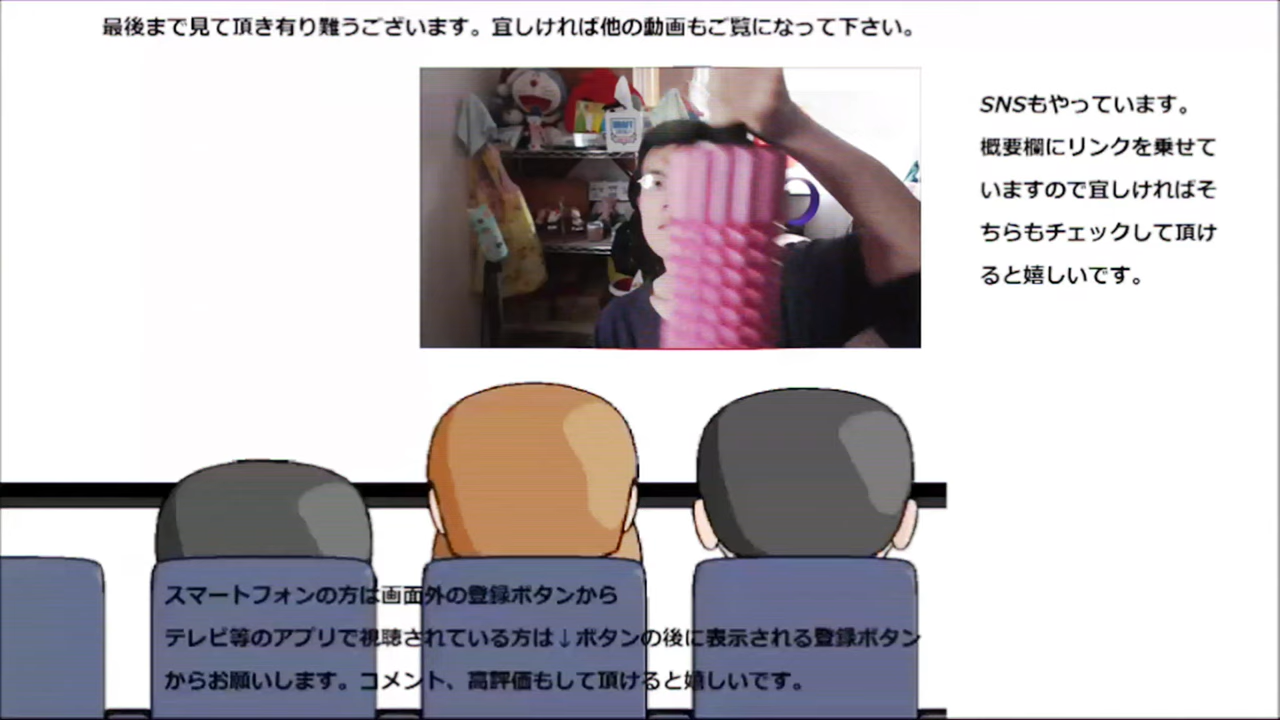 最後まで見て頂き有り難うございます。宜しければ他の動画もご覧になって下さい。
SNSもやっています。
概要欄にリンクを乗せて
いますので宜しければそ
ちらもチェックして頂け
ると嬉しいです。
スマートフォンの方は画面外の登録ボタンから
テレビ等のアプリで視聴されている方は↓ボタンの後に表示される登録ボタン
からお願いします。コメント、高評価もして頂けると嬉しいです。